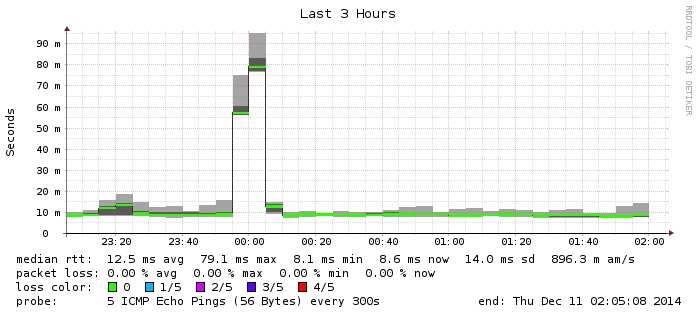 Last 3 Hours
RRDTOOL / TOBI OETIKER
Seconds
90 m
80 m
70 m
60 m
50 m
40 m
30 m
20 m
10 m
0
23:20 23:40 00:00 00:20 00:40 01:00 01:20 01:40 02:00
median rtt: 12.5 ms avg 79.1 ms max 8.1 ms min 8.6 ms now 14.0 ms sd 896.3 m am/s
packet loss: 0.00 % avg 0.00 % max 0.00 % min 0.00 % now
loss color: 0 1/5 2/5 3/5 4/5
probe: 5 ICMP Echo Pings (56 Bytes) every 300s end: Thu Dec 11 02:05:08 2014